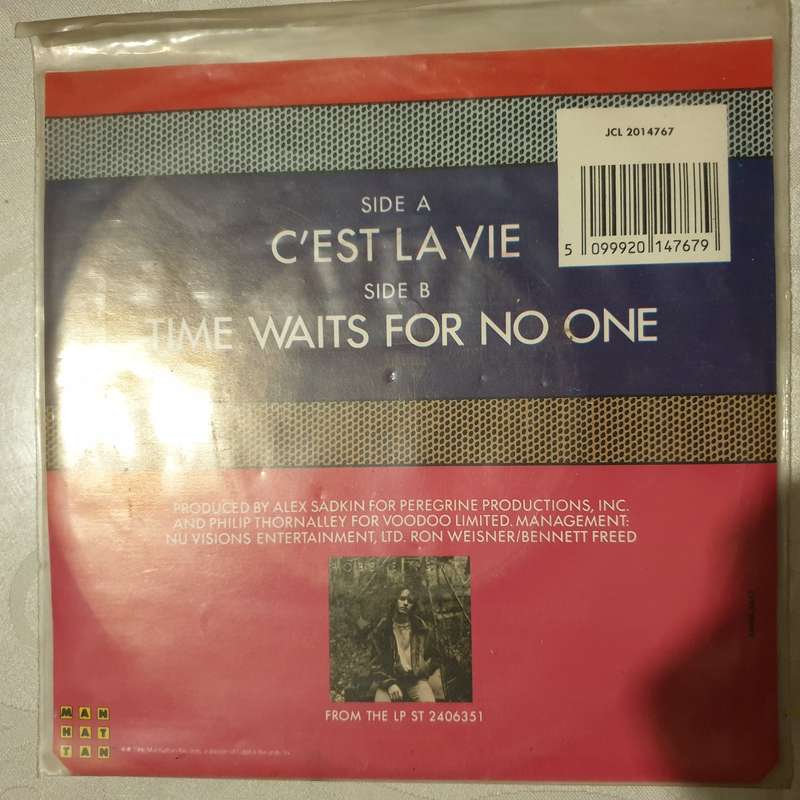 JCL 2014767
5 099920 147679
SIDE A
C'EST LA VIE
SIDE B
TIME WAITS FOR NO ONE
PRODUCED BY ALEX SADKIN FOR PEREGRINE PRODUCTIONS, INC.
AND PHILIP THORNALLEY FOR VOODOO LIMITED. MANAGEMENT:
NU VISIONS ENTERTAINMENT, LTD. RON WEISNER/BENNETT FREED
FROM THE LP ST 2406351
MAN
HAT
TAN